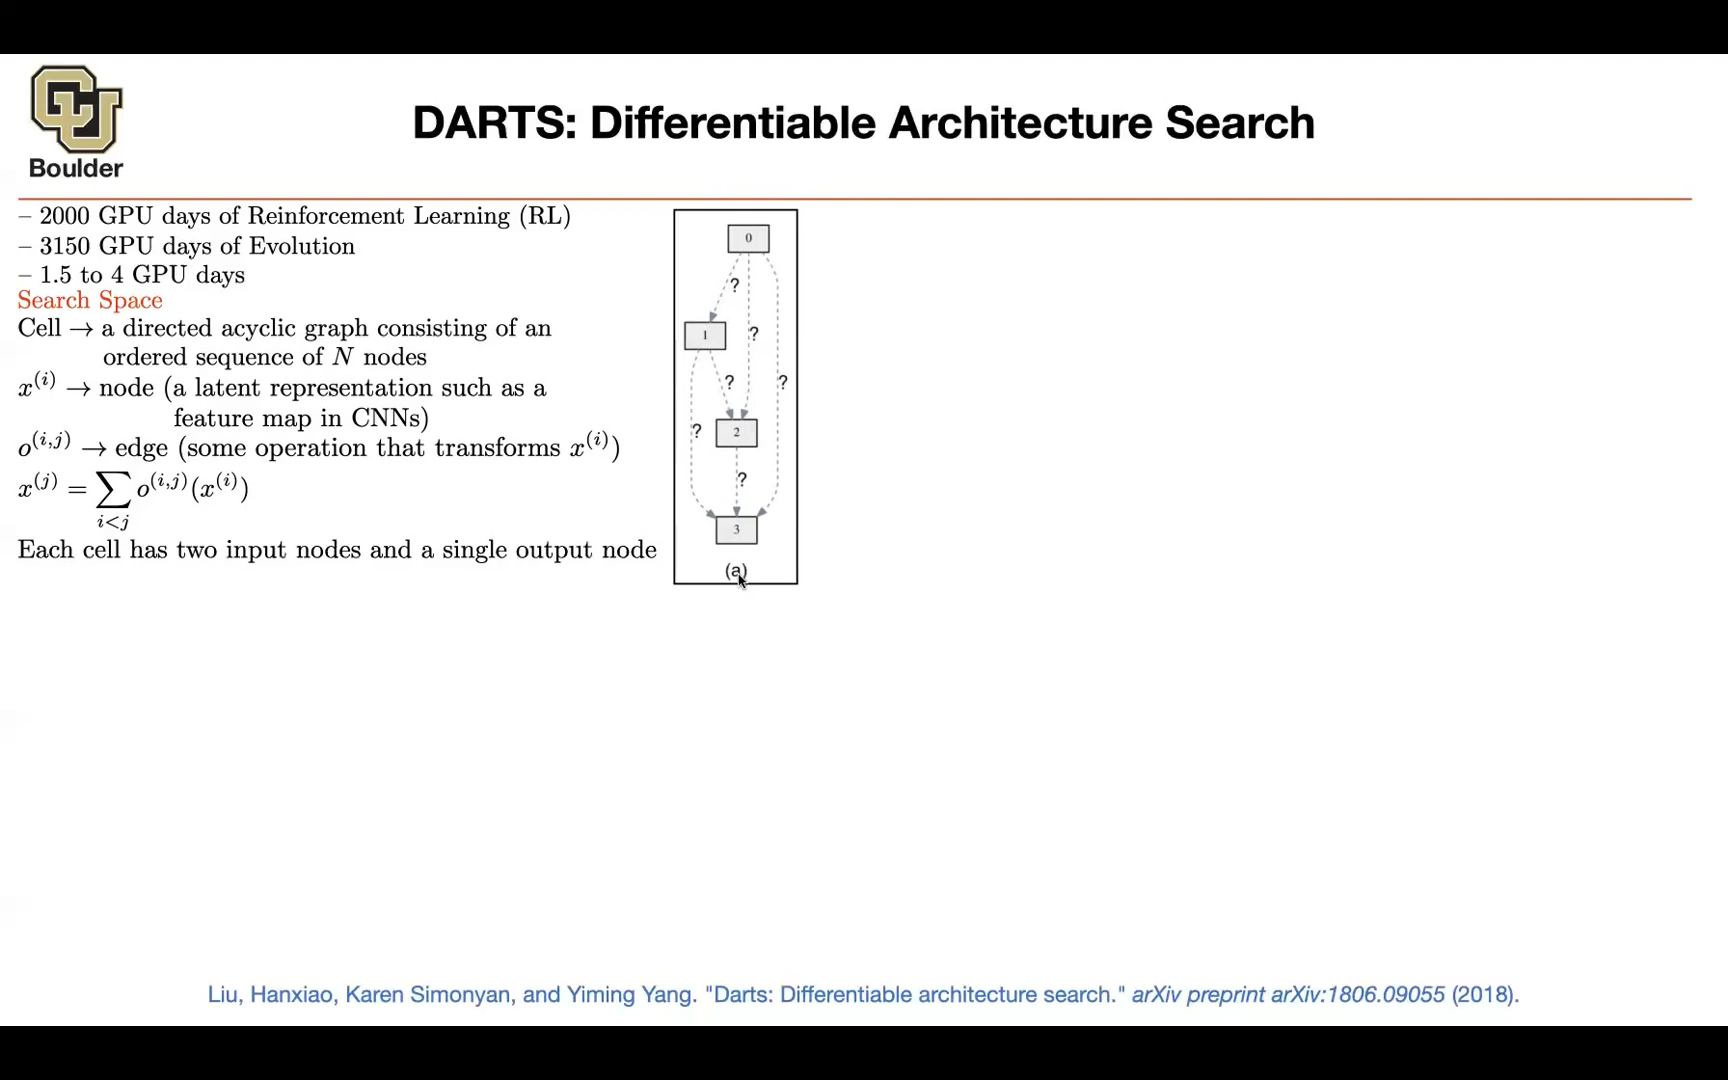 DARTS: Differentiable Architecture Search
Boulder
– 2000 GPU days of Reinforcement Learning (RL)
– 3150 GPU days of Evolution
– 1.5 to 4 GPU days
Search Space
Cell → a directed acyclic graph consisting of an
ordered sequence of N nodes
x^(i) → node (a latent representation such as a
feature map in CNNs)
o^(i,j) → edge (some operation that transforms x^(i))
x^(j) = ∑ o^(i,j)(x^(i))
i<j
Each cell has two input nodes and a single output node
0
?
1
?
?
?
?
2
?
3
(a)
Liu, Hanxiao, Karen Simonyan, and Yiming Yang. "Darts: Differentiable architecture search." arXiv preprint arXiv:1806.09055 (2018).